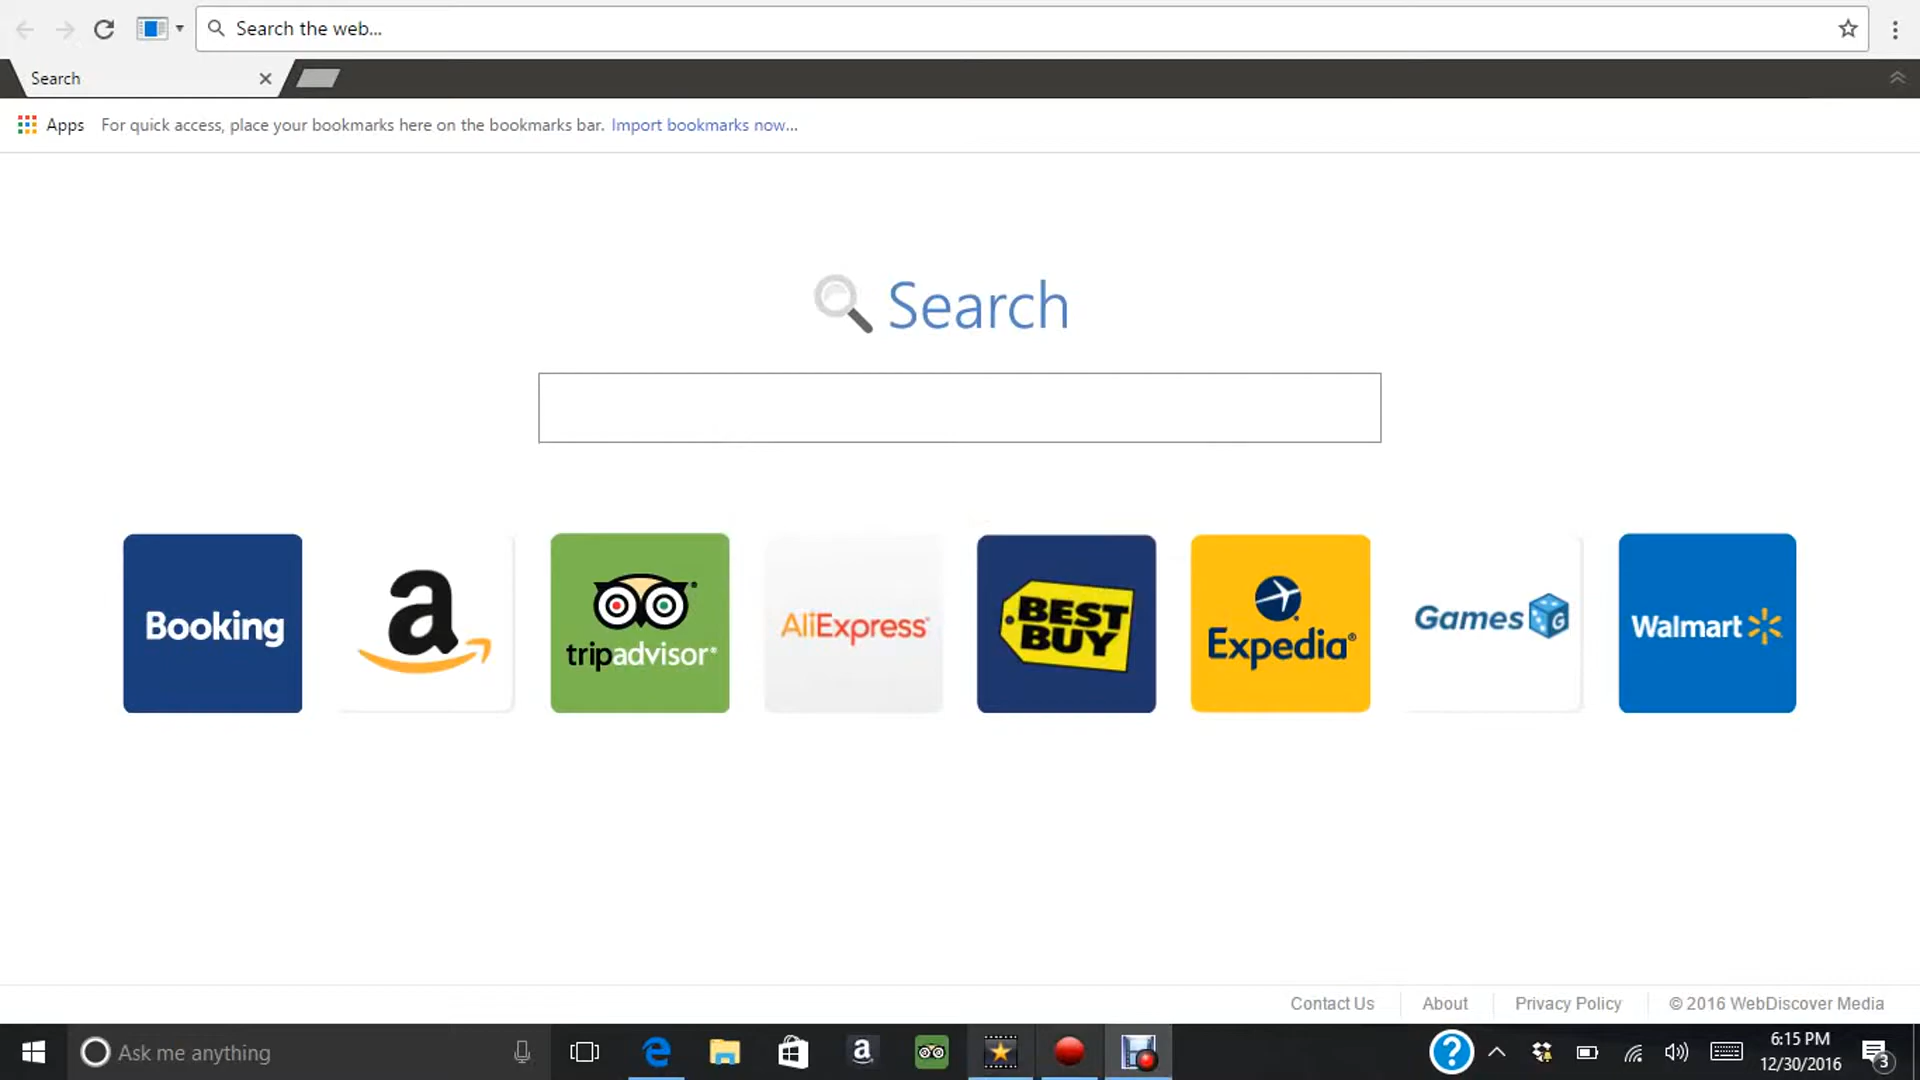 Search the web...
Search
Apps For quick access, place your bookmarks here on the bookmarks bar. Import bookmarks now...
Search
Booking
a
tripadvisor®
AliExpress
BEST BUY
Expedia®
Games G
Walmart
Contact Us About Privacy Policy © 2016 WebDiscover Media
Ask me anything
a
?
6:15 PM
12/30/2016
3